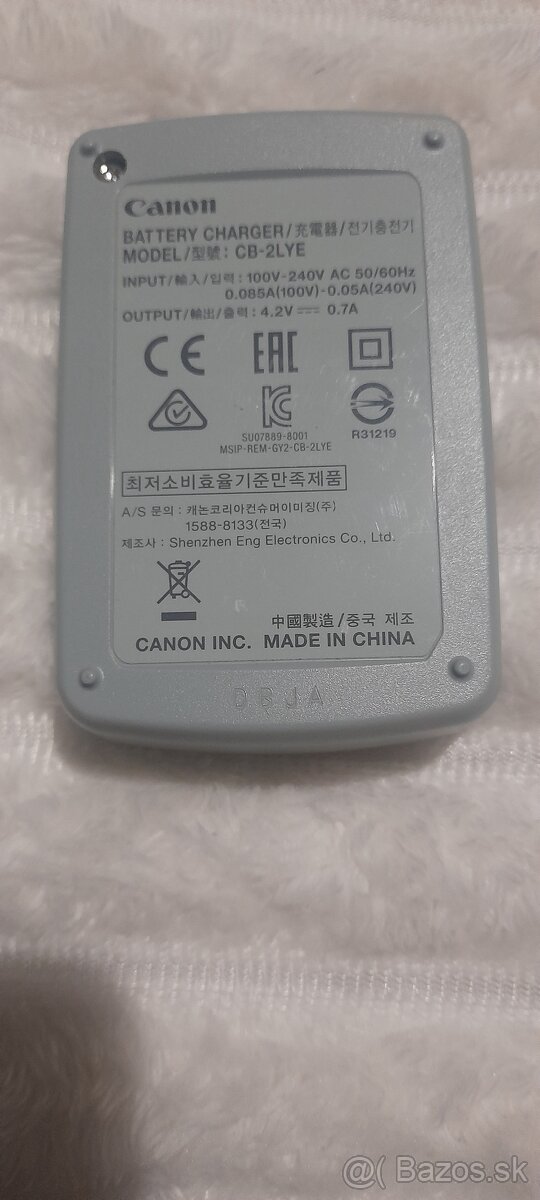 Canon
BATTERY CHARGER/充電器/전기충전기
MODEL/型號: CB-2LYE
INPUT/輸入/입력: 100V-240V AC 50/60Hz
0.085A(100V)-0.05A(240V)
OUTPUT/輸出/출력: 4.2V 0.7A
CE EAC
KC
SU07889-8001
MSIP-REM-GY2-CB-2LYE
R31219
최저소비효율기준만족제품
A/S 문의 : 캐논코리아컨슈머이미징(주)
1588-8133(전국)
제조사 : Shenzhen Eng Electronics Co., Ltd.
中國製造/중국 제조
CANON INC. MADE IN CHINA
D6JA
@( Bazos.sk